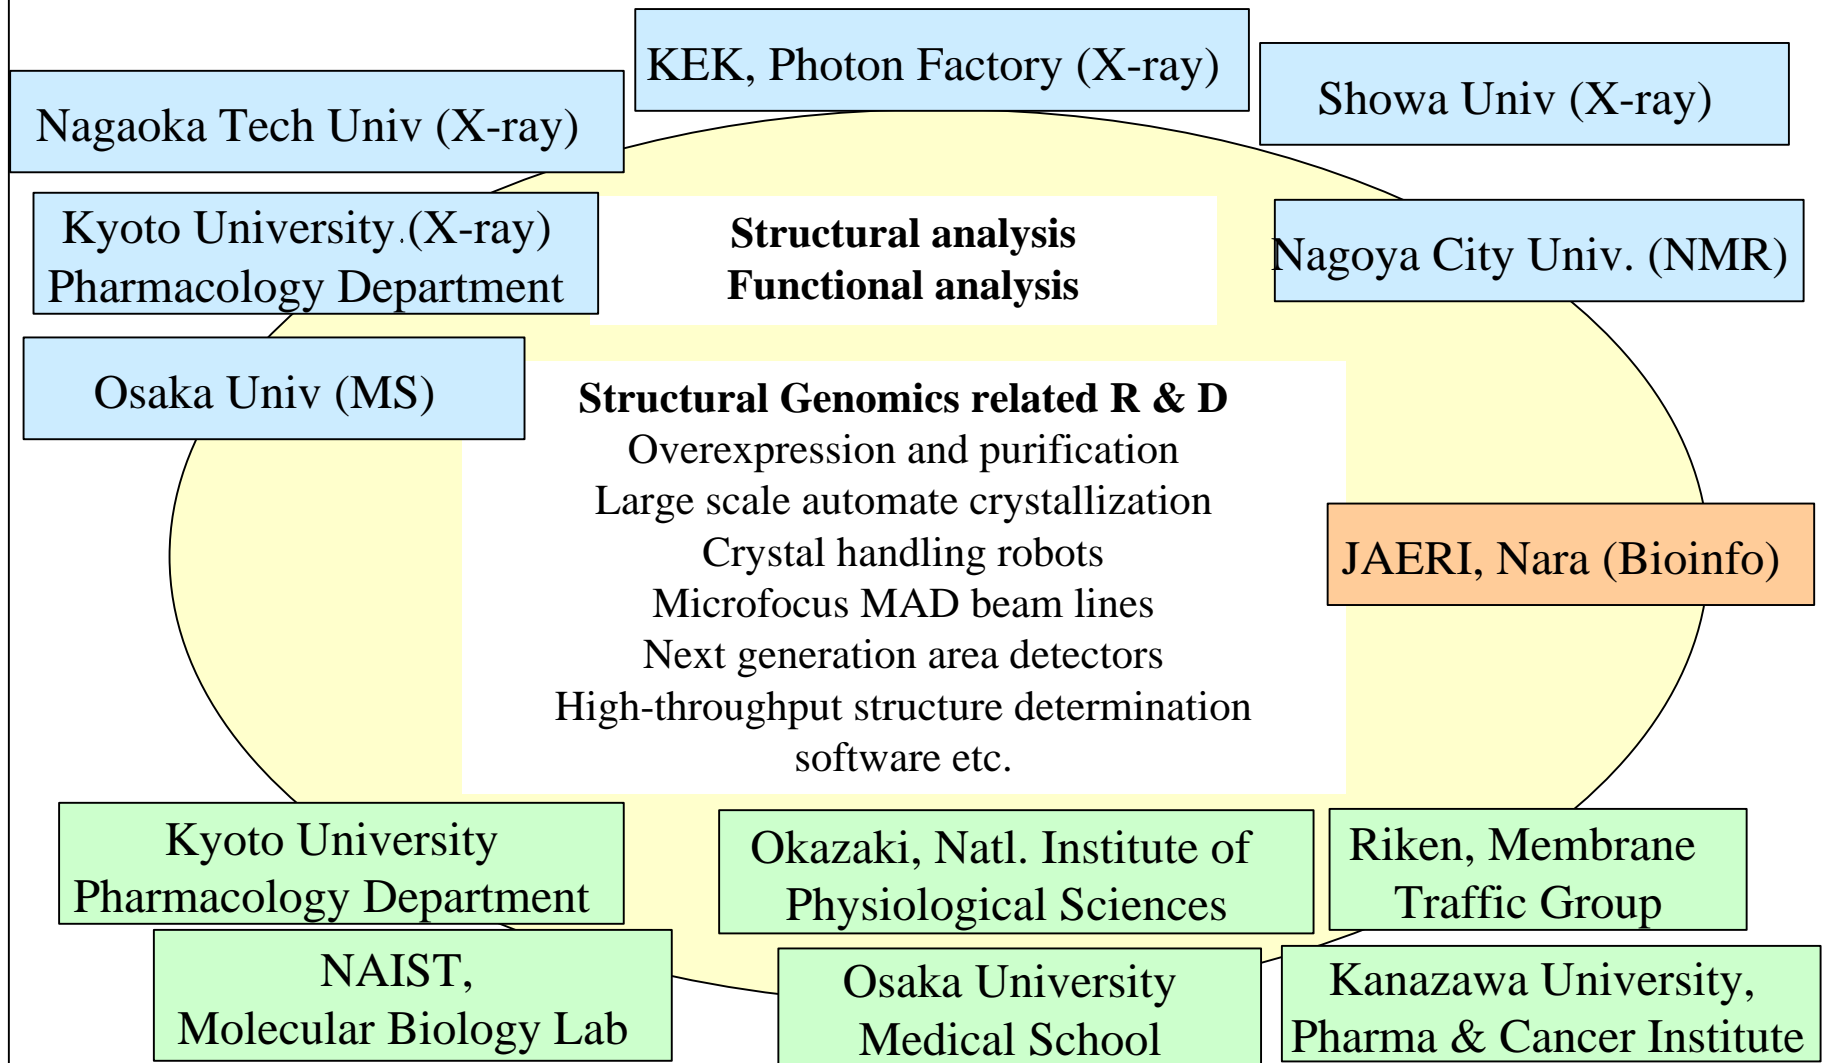 KEK, Photon Factory (X-ray)
Nagaoka Tech Univ (X-ray)
Showa Univ (X-ray)
Kyoto University.(X-ray)
Pharmacology Department
Structural analysis
Functional analysis
Nagoya City Univ. (NMR)
Osaka Univ (MS)
Structural Genomics related R & D
Overexpression and purification
Large scale automate crystallization
Crystal handling robots
Microfocus MAD beam lines
Next generation area detectors
High-throughput structure determination
software etc.
JAERI, Nara (Bioinfo)
Kyoto University
Pharmacology Department
Okazaki, Natl. Institute of
Physiological Sciences
Riken, Membrane
Traffic Group
NAIST,
Molecular Biology Lab
Osaka University
Medical School
Kanazawa University,
Pharma & Cancer Institute